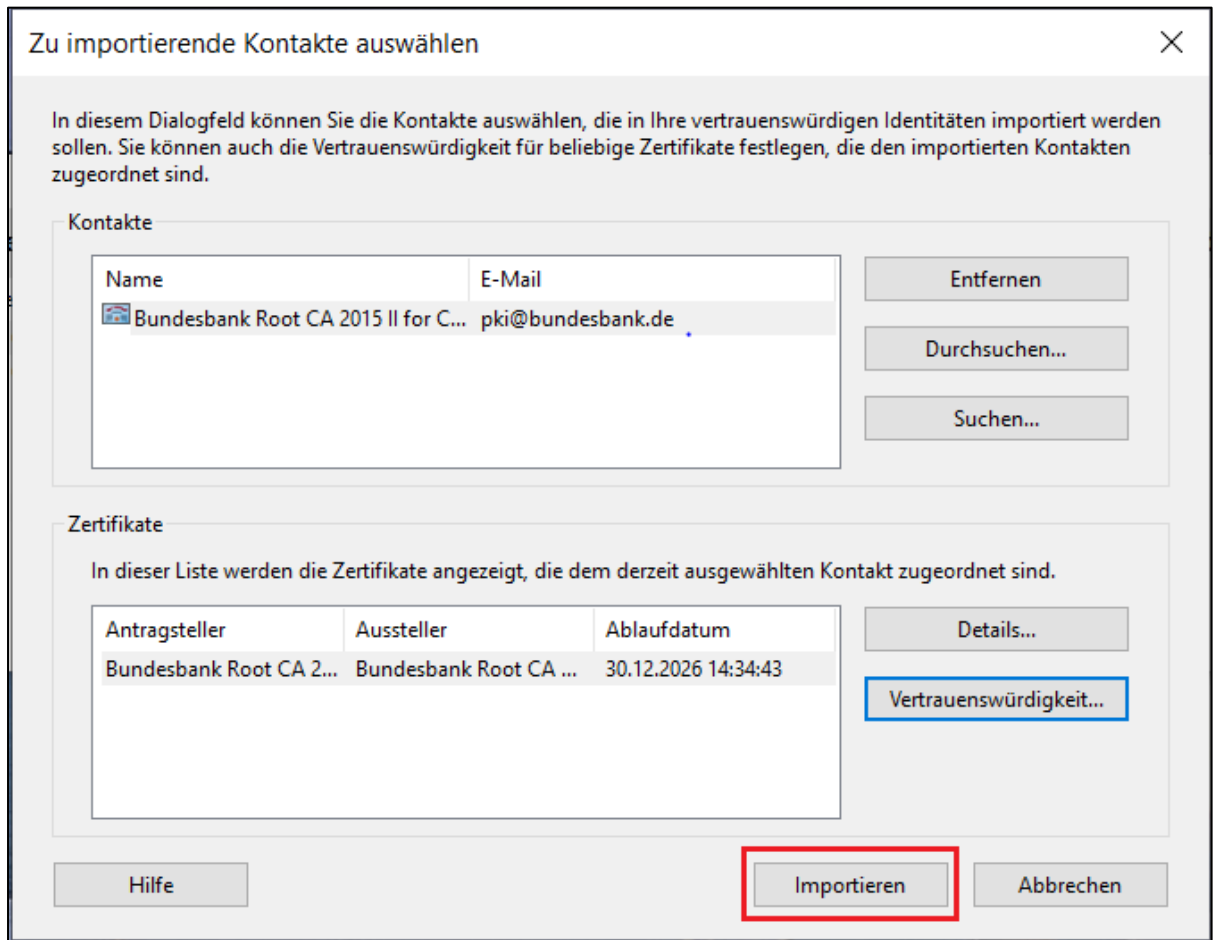 Zu importierende Kontakte auswählen
In diesem Dialogfeld können Sie die Kontakte auswählen, die in Ihre vertrauenswürdigen Identitäten importiert werden
sollen. Sie können auch die Vertrauenswürdigkeit für beliebige Zertifikate festlegen, die den importierten Kontakten
zugeordnet sind.
Kontakte
Name E-Mail
Bundesbank Root CA 2015 II for C... pki@bundesbank.de
Entfernen
Durchsuchen...
Suchen...
Zertifikate
In dieser Liste werden die Zertifikate angezeigt, die dem derzeit ausgewählten Kontakt zugeordnet sind.
Antragsteller Aussteller Ablaufdatum
Bundesbank Root CA 2... Bundesbank Root CA ... 30.12.2026 14:34:43
Details...
Vertrauenswürdigkeit...
Hilfe Importieren Abbrechen